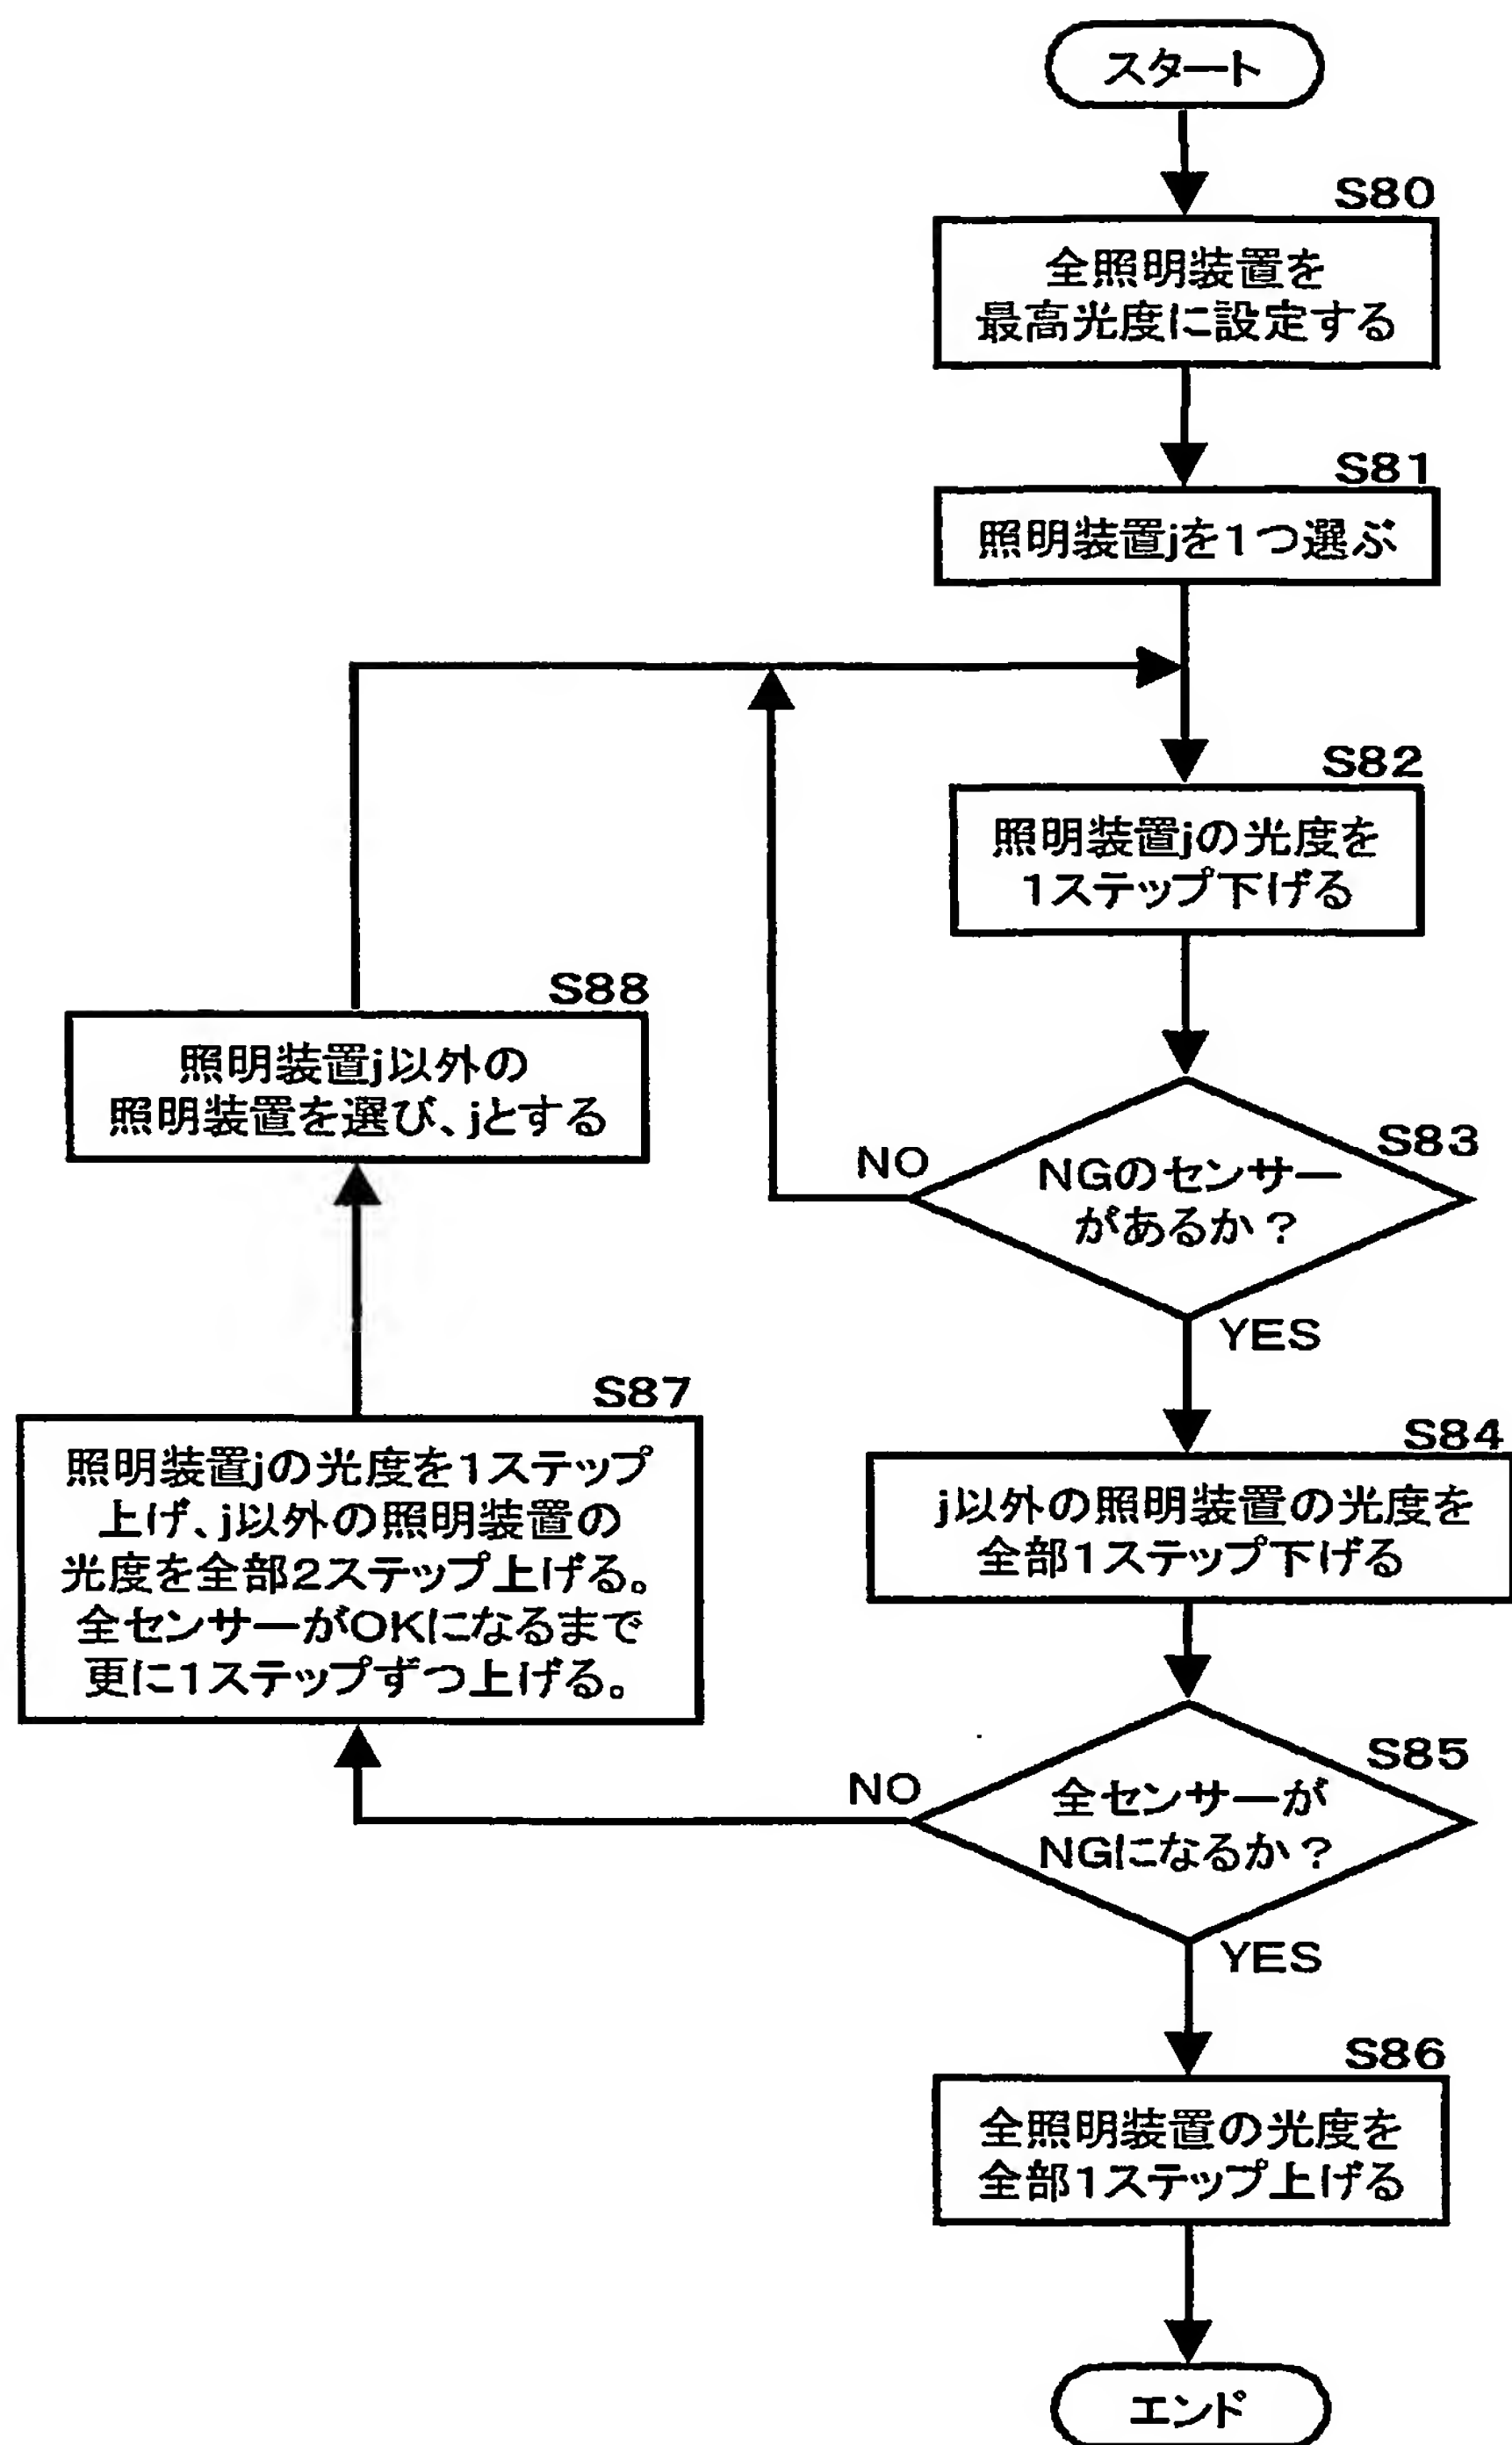 スタート
S80
全照明装置を
最高光度に設定する
S81
照明装置jを1つ選ぶ
S82
照明装置jの光度を
1ステップ下げる
S83
NGのセンサー
があるか?
NO
YES
S84
j以外の照明装置の光度を
全部1ステップ下げる
S85
全センサーが
NGになるか?
NO
YES
S86
全照明装置の光度を
全部1ステップ上げる
エンド
S87
照明装置jの光度を1ステップ
上げ、j以外の照明装置の
光度を全部2ステップ上げる。
全センサーがOKになるまで
更に1ステップずつ上げる。
S88
照明装置j以外の
照明装置を選び、jとする